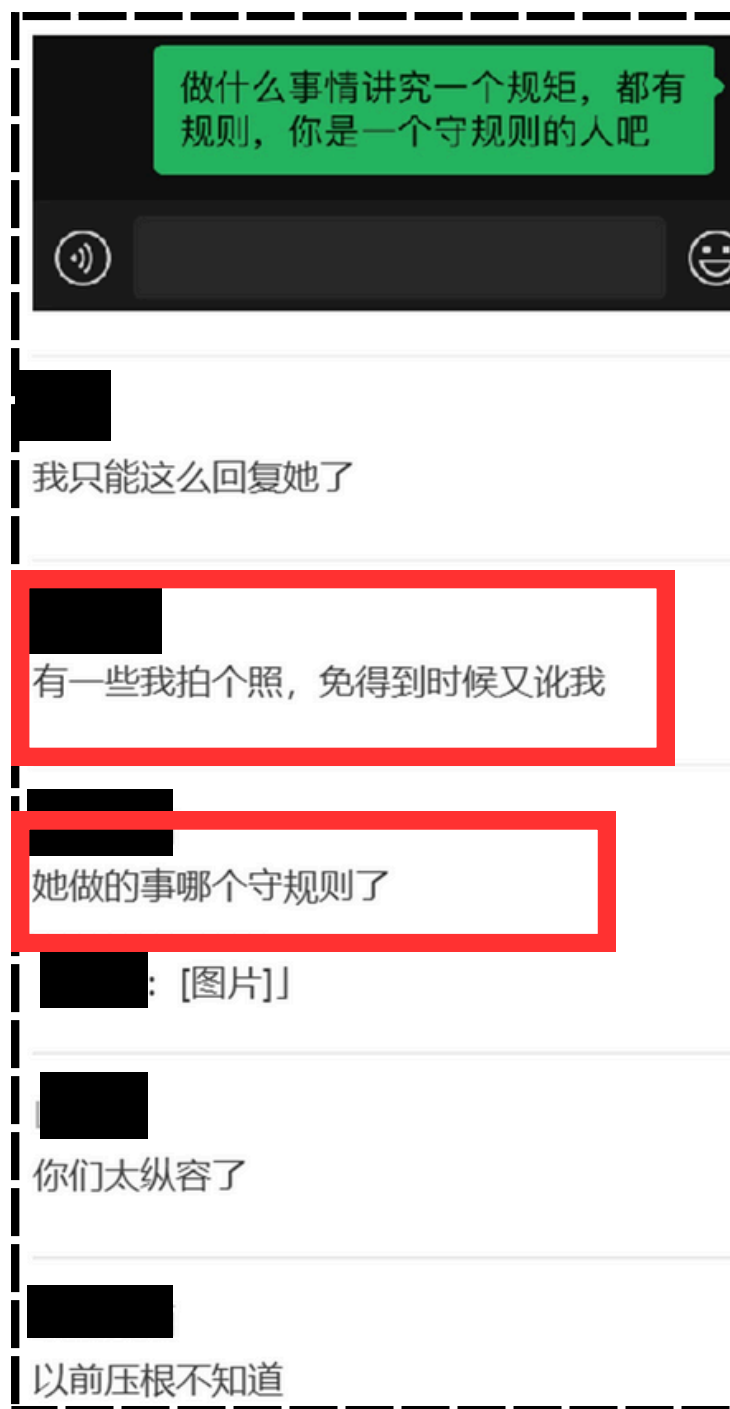 做什么事情讲究一个规矩，都有
规则，你是一个守规则的人吧
我只能这么回复她了
有一些我拍个照，免得到时候又讹我
她做的事哪个守规则了
：[图片]」
你们太纵容了
以前压根不知道